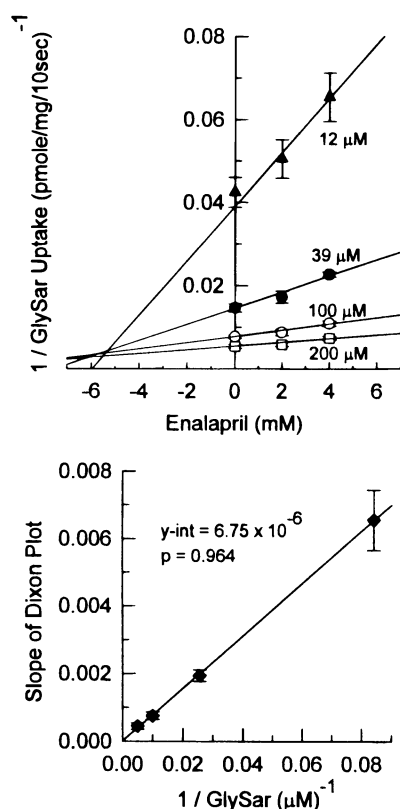 1 / GlySar Uptake (pmole/mg/10sec)⁻¹
0.08
0.06
0.04
0.02
12 μM
39 μM
100 μM
200 μM
-6 -4 -2 0 2 4 6
Enalapril (mM)
Slope of Dixon Plot
0.008
0.006
0.004
0.002
0.000
y-int = 6.75 x 10⁻⁶
p = 0.964
0.00 0.02 0.04 0.06 0.08 0.1
1 / GlySar (μM)⁻¹